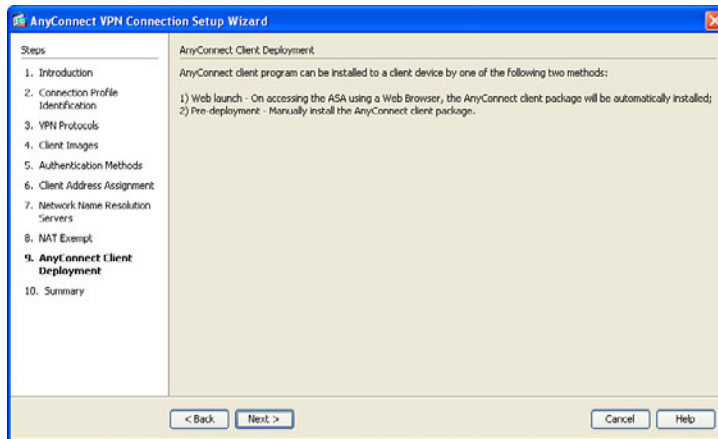 AnyConnect VPN Connection Setup Wizard
Steps
1. Introduction
2. Connection Profile
Identification
3. VPN Protocols
4. Client Images
5. Authentication Methods
6. Client Address Assignment
7. Network Name Resolution
Servers
8. NAT Exempt
9. AnyConnect Client
Deployment
10. Summary
AnyConnect Client Deployment
AnyConnect client program can be installed to a client device by one of the following two methods:
1) Web launch - On accessing the ASA using a Web Browser, the AnyConnect client package will be automatically installed;
2) Pre-deployment - Manually install the AnyConnect client package.
< Back
Next >
Cancel
Help